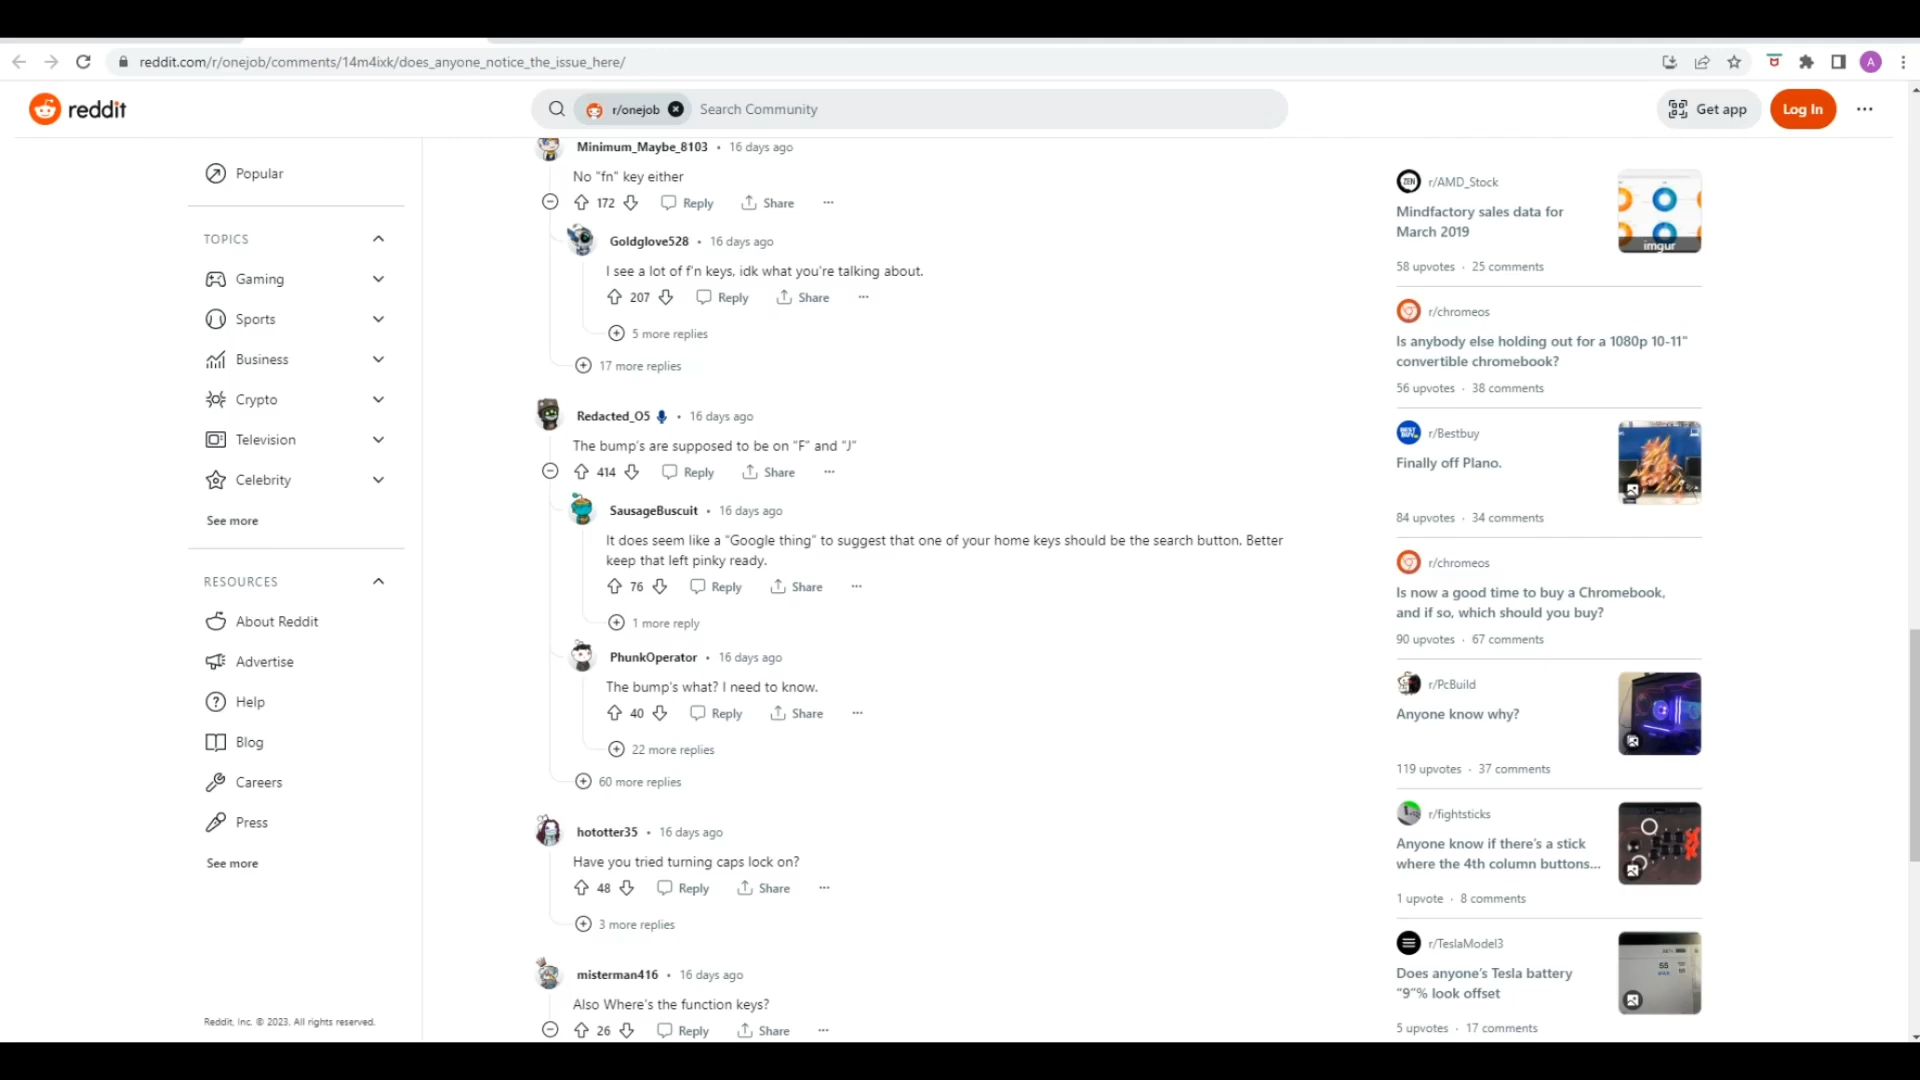 reddit.com/r/onejob/comments/14m4ixk/does_anyone_notice_the_issue_here/
A
reddit
r/onejob
Search Community
Get app
Log In
Popular
TOPICS
Gaming
Sports
Business
Crypto
Television
Celebrity
See more
RESOURCES
About Reddit
Advertise
Help
Blog
Careers
Press
See more
Reddit, Inc. © 2023. All rights reserved.
Minimum_Maybe_8103 • 16 days ago
No "fn" key either
172 Reply Share
Goldglove528 • 16 days ago
I see a lot of f'n keys, idk what you're talking about.
207 Reply Share
5 more replies
17 more replies
Redacted_O5 • 16 days ago
The bump's are supposed to be on "F" and "J"
414 Reply Share
SausageBuscuit • 16 days ago
It does seem like a "Google thing" to suggest that one of your home keys should be the search button. Better
keep that left pinky ready.
76 Reply Share
1 more reply
PhunkOperator • 16 days ago
The bump's what? I need to know.
40 Reply Share
22 more replies
60 more replies
hototter35 • 16 days ago
Have you tried turning caps lock on?
48 Reply Share
3 more replies
misterman416 • 16 days ago
Also Where's the function keys?
26 Reply Share
ZEN
r/AMD_Stock
Mindfactory sales data for
March 2019
imgur
58 upvotes · 25 comments
r/chromeos
Is anybody else holding out for a 1080p 10-11"
convertible chromebook?
56 upvotes · 38 comments
BEST BUY
r/Bestbuy
Finally off Plano.
84 upvotes · 34 comments
r/chromeos
Is now a good time to buy a Chromebook,
and if so, which should you buy?
90 upvotes · 67 comments
r/PcBuild
Anyone know why?
119 upvotes · 37 comments
r/fightsticks
Anyone know if there's a stick
where the 4th column buttons...
1 upvote · 8 comments
r/TeslaModel3
Does anyone's Tesla battery
"9"% look offset
55
5 upvotes · 17 comments